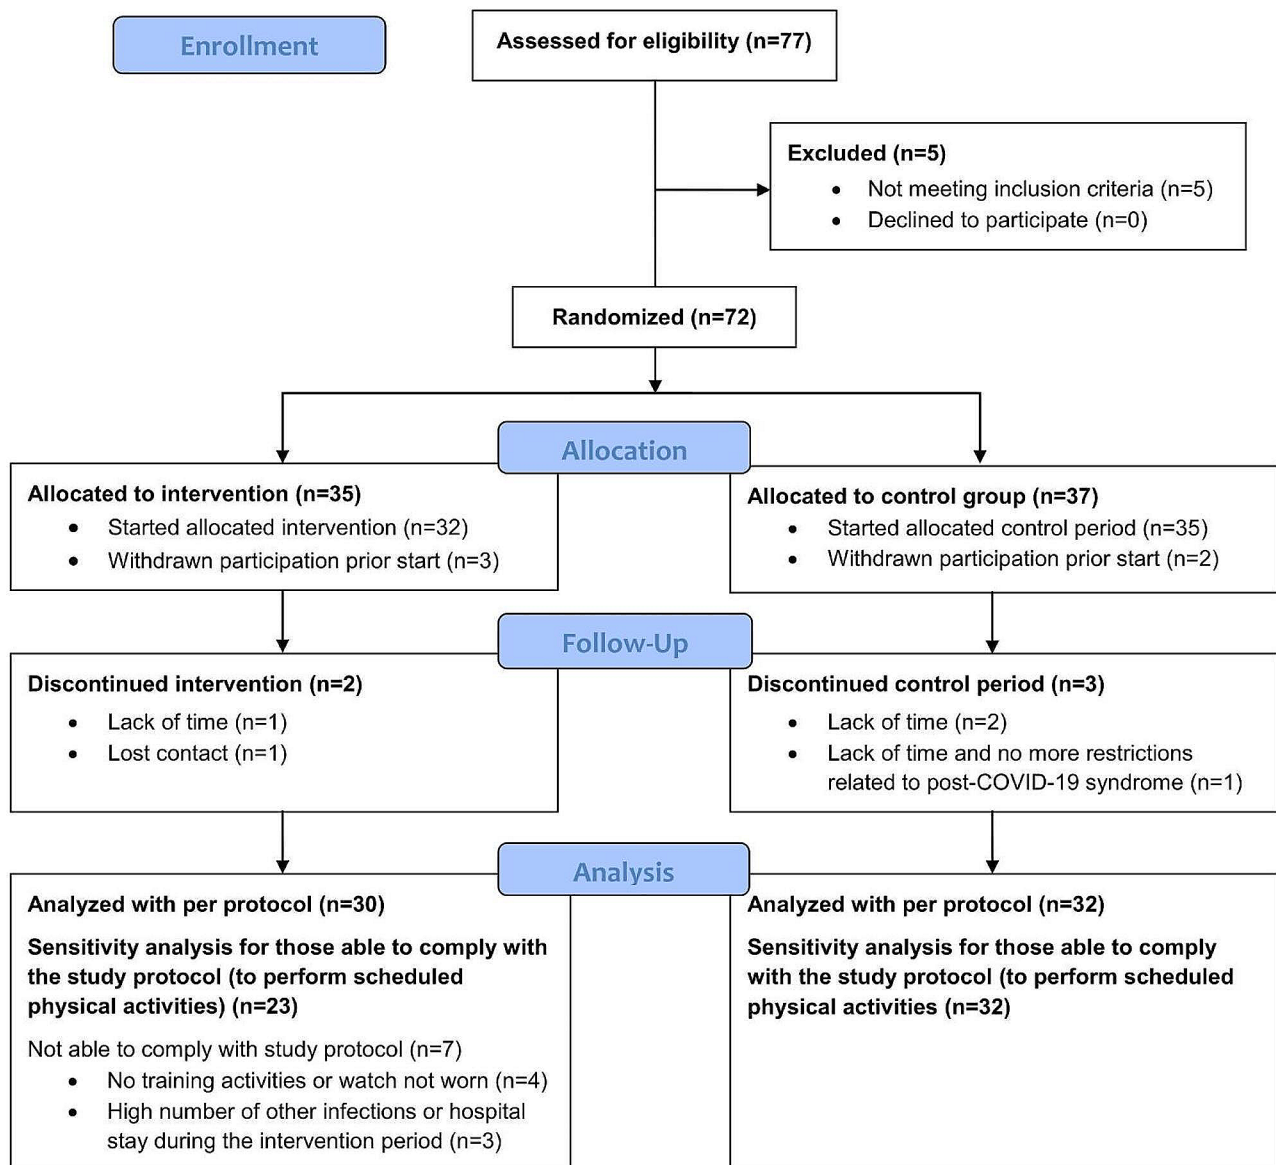 Enrollment
Assessed for eligibility (n=77)
Excluded (n=5)
• Not meeting inclusion criteria (n=5)
• Declined to participate (n=0)
Randomized (n=72)
Allocation
Allocated to intervention (n=35)
• Started allocated intervention (n=32)
• Withdrawn participation prior start (n=3)
Allocated to control group (n=37)
• Started allocated control period (n=35)
• Withdrawn participation prior start (n=2)
Follow-Up
Discontinued intervention (n=2)
• Lack of time (n=1)
• Lost contact (n=1)
Discontinued control period (n=3)
• Lack of time (n=2)
• Lack of time and no more restrictions
related to post-COVID-19 syndrome (n=1)
Analysis
Analyzed with per protocol (n=30)
Sensitivity analysis for those able to comply with
the study protocol (to perform scheduled
physical activities) (n=23)
Not able to comply with study protocol (n=7)
• No training activities or watch not worn (n=4)
• High number of other infections or hospital
stay during the intervention period (n=3)
Analyzed with per protocol (n=32)
Sensitivity analysis for those able to comply
with the study protocol (to perform scheduled
physical activities (n=32)